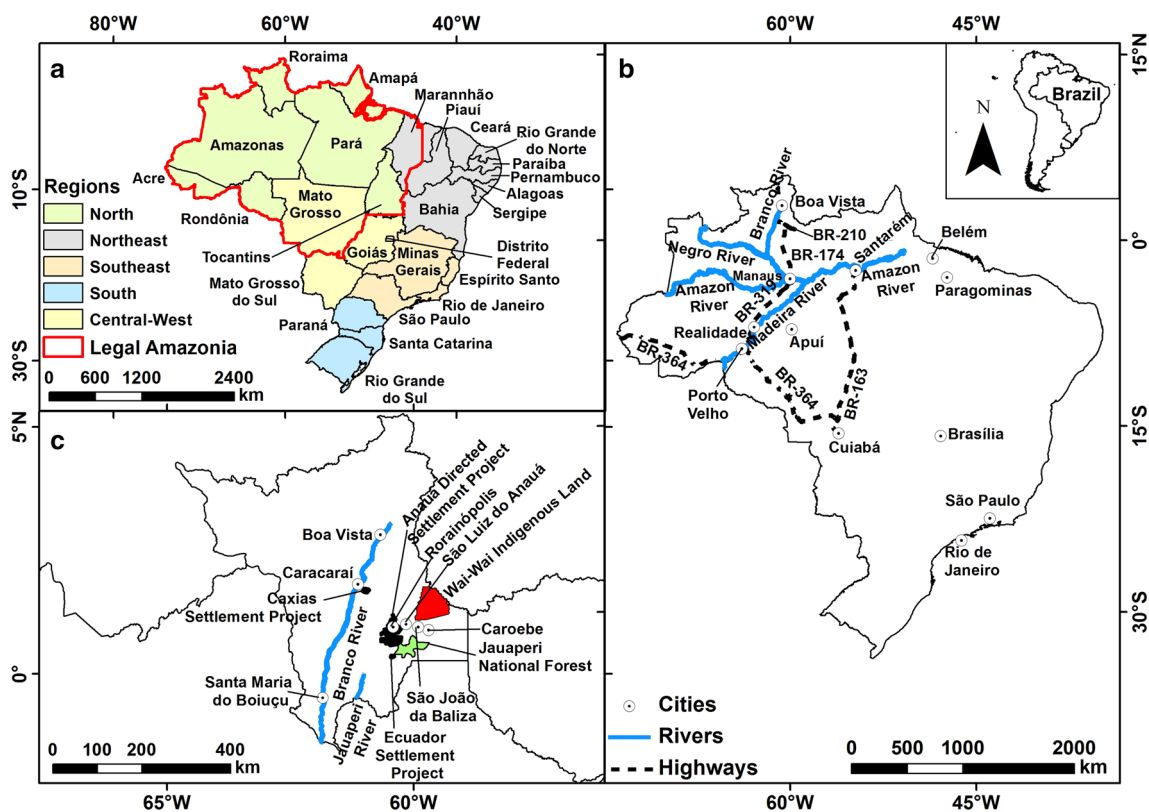 80°W
60°W
40°W
60°W
45°W
a
Roraima
Amapá
Marannhão
Piauí
Ceará
Rio Grande
do Norte
Paraíba
Pernambuco
Alagoas
Sergipe
Amazonas
Pará
Acre
Rondônia
Mato
Grosso
Bahia
Tocantins
Goiás
Minas
Gerais
Distrito
Federal
Espírito Santo
Mato Grosso
do Sul
Rio de Janeiro
São Paulo
Paraná
Santa Catarina
Rio Grande
do Sul
Regions
North
Northeast
Southeast
South
Central-West
Legal Amazonia
0 600 1200 2400
km
10°S
30°S
b
15°N
0°
15°S
30°S
N
Brazil
Branco River
Boa Vista
BR-210
BR-174
Santarém
Belém
Negro River
Manaus
Amazon
River
Amazon
River
Paragominas
BR-319
Madeira River
Realidade
Apuí
BR-364
Porto
Velho
BR-364
BR-163
Cuiabá
Brasília
São Paulo
Rio de
Janeiro
Cities
Rivers
Highways
0 500 1000 2000
km
c
5°N
0°
Anauá Directed
Settlement Project
Rorainópolis
São Luiz do Anauá
Wai-Wai Indigenous Land
Boa Vista
Caracaraí
Caxias
Settlement Project
Branco River
Caroebe
Jauaperi
National Forest
Santa Maria
do Boiuçu
São João
da Baliza
Jauaperi
River
Ecuador
Settlement
Project
0 100 200 400
km
65°W
60°W
60°W
45°W